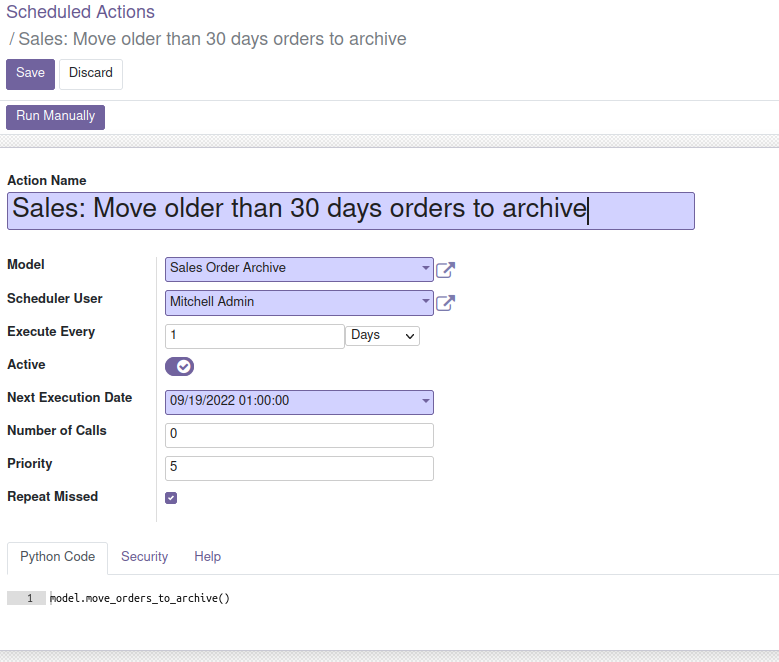 Scheduled Actions
/ Sales: Move older than 30 days orders to archive
Save Discard
Run Manually
Action Name
Sales: Move older than 30 days orders to archive
Model Sales Order Archive
Scheduler User Mitchell Admin
Execute Every 1 Days
Active
Next Execution Date 09/19/2022 01:00:00
Number of Calls 0
Priority 5
Repeat Missed
Python Code Security Help
1 model.move_orders_to_archive()